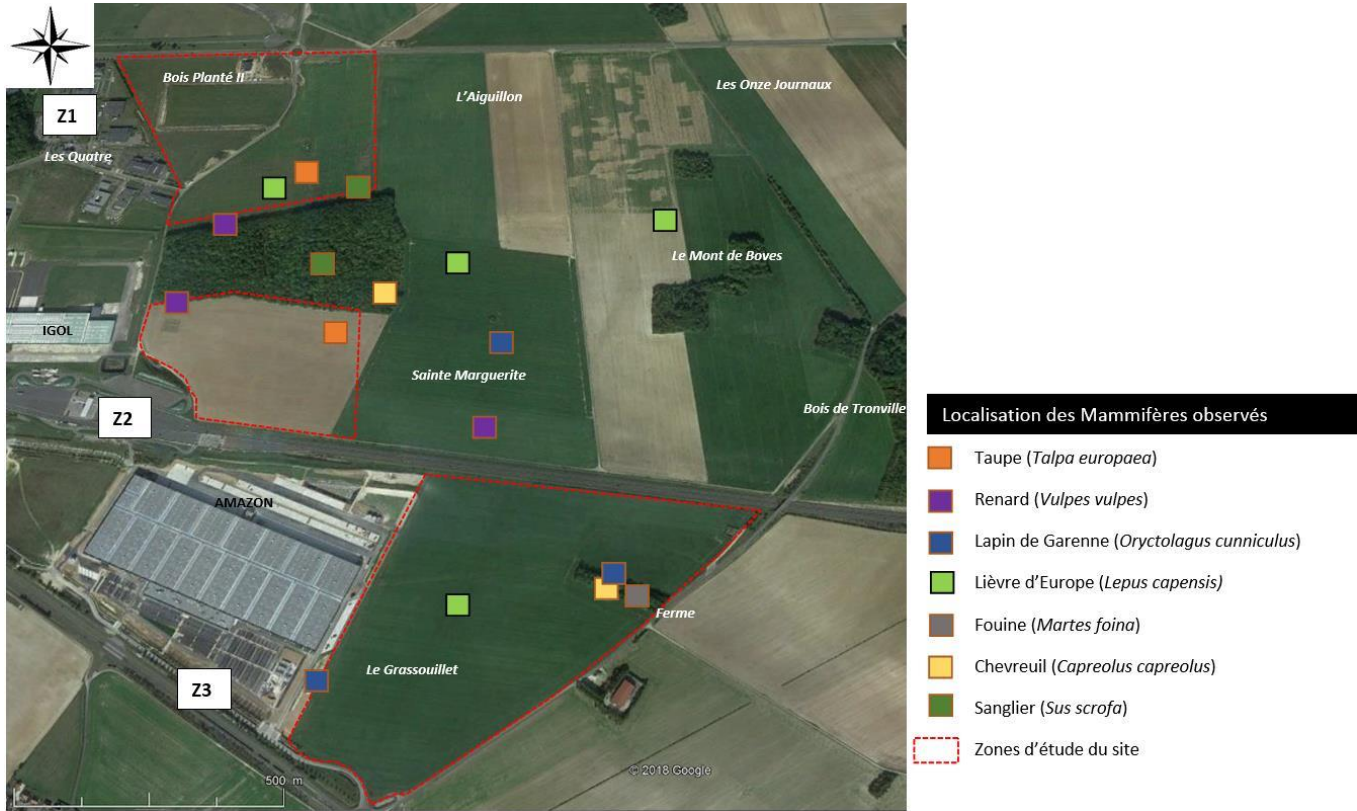 Bois Planté II
Z1
L'Aiguillon
Les Onze Journaux
Les Quatre
Le Mont de Boves
IGOL
Sainte Marguerite
Z2
Bois de Tronville
AMAZON
Ferme
Le Grassouillet
Z3
500 m
© 2018 Google
Localisation des Mammifères observés
Taupe (Talpa europaea)
Renard (Vulpes vulpes)
Lapin de Garenne (Oryctolagus cunniculus)
Lièvre d'Europe (Lepus capensis)
Fouine (Martes foina)
Chevreuil (Capreolus capreolus)
Sanglier (Sus scrofa)
Zones d'étude du site